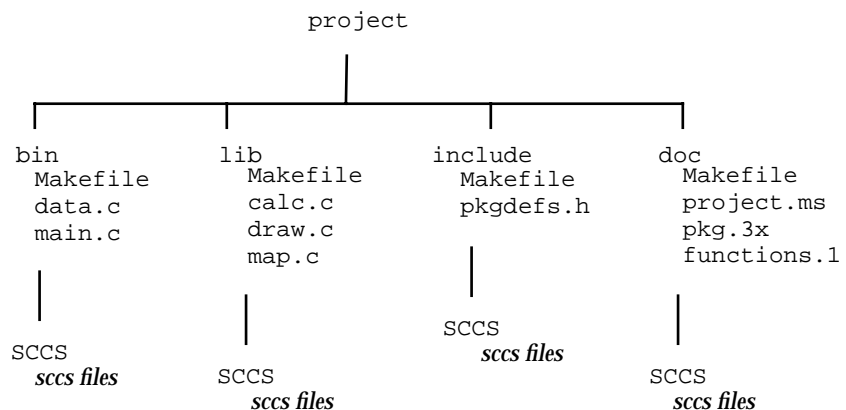 project
bin
Makefile
data.c
main.c
SCCS
sccs files
lib
Makefile
calc.c
draw.c
map.c
SCCS
sccs files
include
Makefile
pkgdefs.h
SCCS
sccs files
doc
Makefile
project.ms
pkg.3x
functions.1
SCCS
sccs files